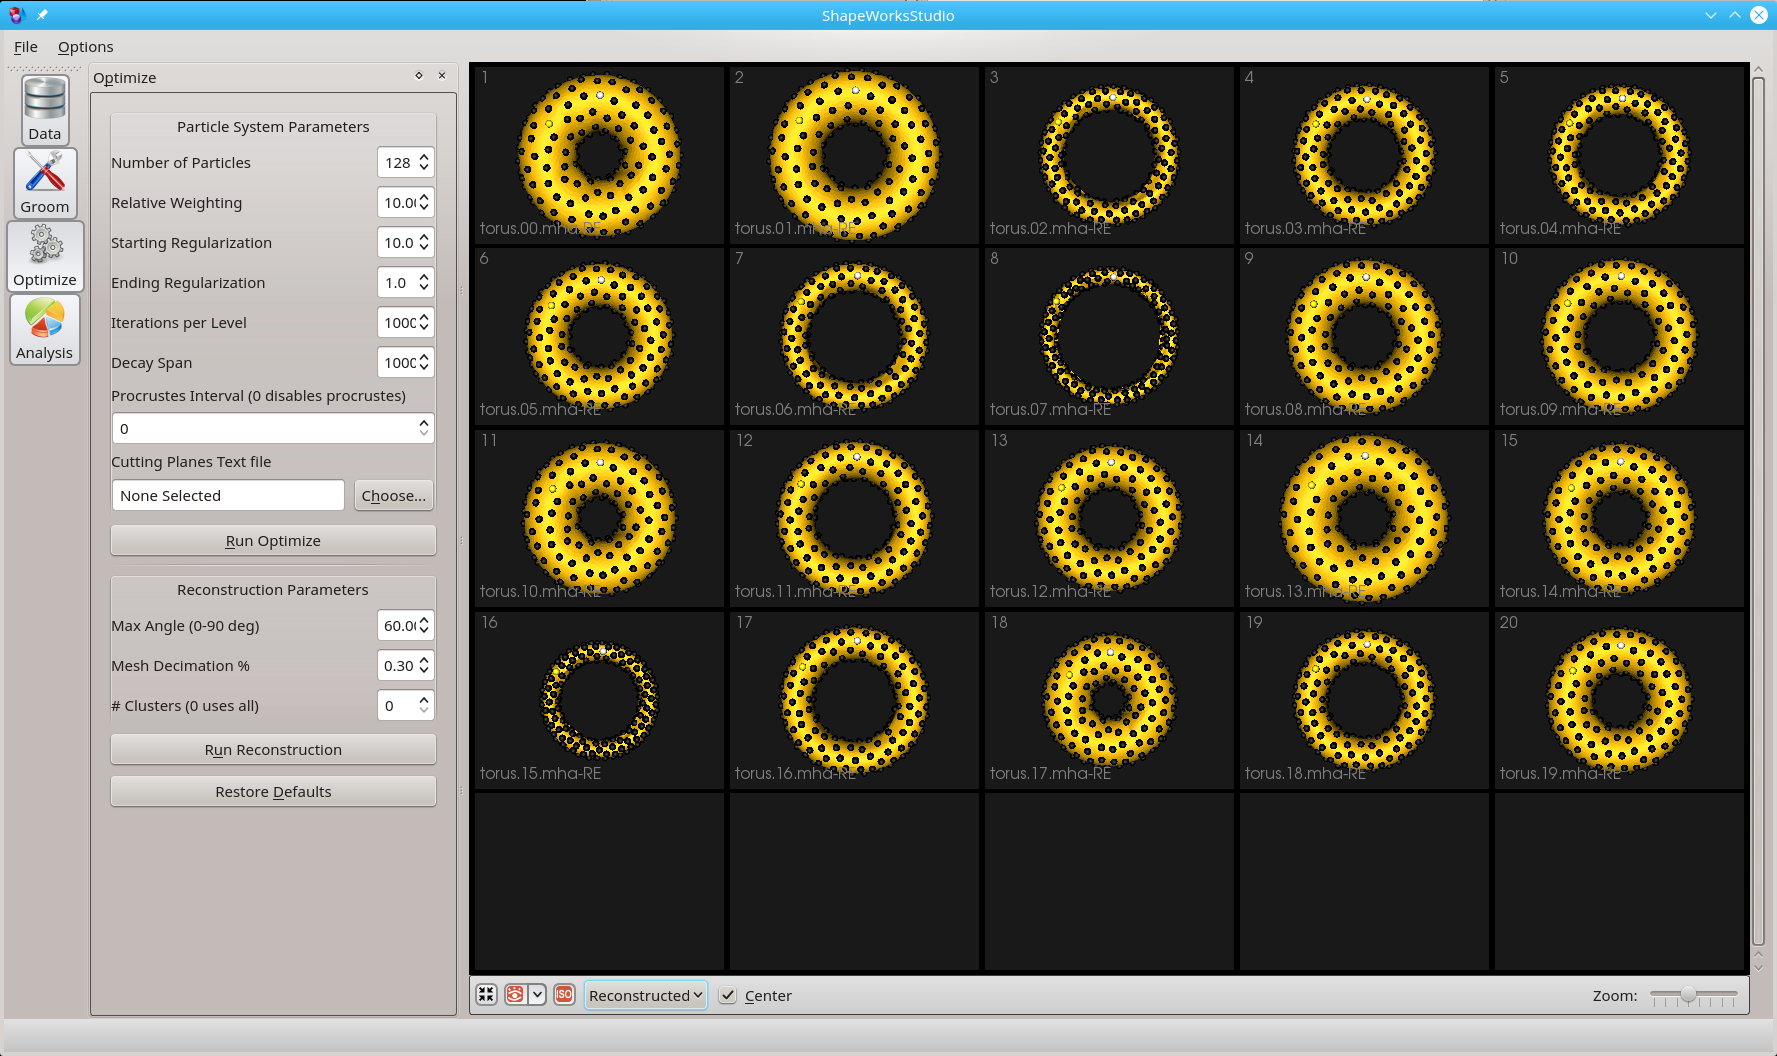 ShapeWorksStudio
File Options
Data
Groom
Optimize
Analysis
Optimize
Particle System Parameters
Number of Particles 128
Relative Weighting 10.0
Starting Regularization 10.0
Ending Regularization 1.0
Iterations per Level 1000
Decay Span 1000
Procrustes Interval (0 disables procrustes)
0
Cutting Planes Text file
None Selected Choose...
Run Optimize
Reconstruction Parameters
Max Angle (0-90 deg) 60.0
Mesh Decimation % 0.30
# Clusters (0 uses all) 0
Run Reconstruction
Restore Defaults
1 2 3 4 5
torus.00.mha-RE torus.01.mha-RE torus.02.mha-RE torus.03.mha-RE torus.04.mha-RE
6 7 8 9 10
torus.05.mha-RE torus.06.mha-RE torus.07.mha-RE torus.08.mha-RE torus.09.mha-RE
11 12 13 14 15
torus.10.mha-RE torus.11.mha-RE torus.12.mha-RE torus.13.mha-RE torus.14.mha-RE
16 17 18 19 20
torus.15.mha-RE torus.16.mha-RE torus.17.mha-RE torus.18.mha-RE torus.19.mha-RE
ISO Reconstructed Center Zoom: